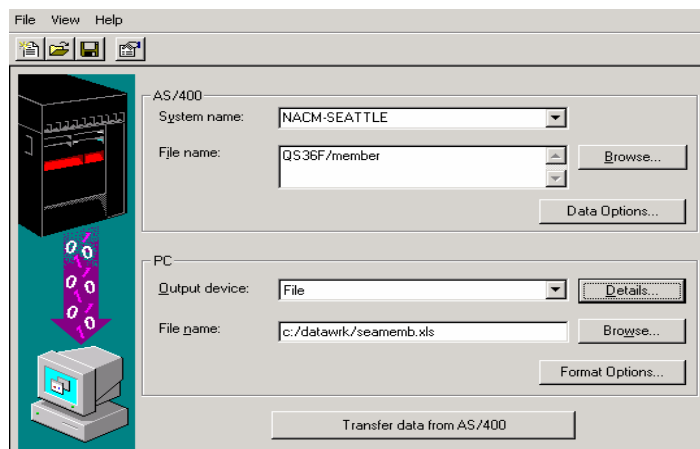 File View Help
AS/400
System name: NACM-SEATTLE
File name: QS36F/member Browse...
Data Options...
PC
Output device: File Details...
File name: c:/datawrk/seamemb.xls Browse...
Format Options...
Transfer data from AS/400